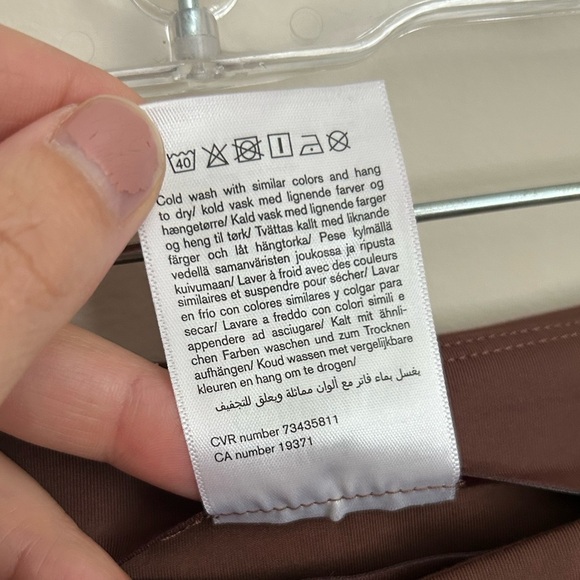 40
Cold wash with similar colors and hang
to dry/ kold vask med lignende farver og
hængetørre/ Kald vask med lignende farger
og heng til tørk/ Tvättas kallt med liknande
färger och låt hängtorka/ Pese kylmällä
vedellä samanväristen joukossa ja ripusta
kuivumaan/ Laver à froid avec des couleurs
similaires et suspendre pour sécher/ Lavar
en frio con colores similares y colgar para
secar/ Lavare a freddo con colori simili e
appendere ad asciugare/ Kalt mit ähnli-
chen Farben waschen und zum Trocknen
aufhängen/ Koud wassen met vergelijkbare
kleuren en hang om te drogen/
يغسل بماء فاتر مع ألوان مماثلة ويعلق للتجفيف
CVR number 73435811
CA number 19371